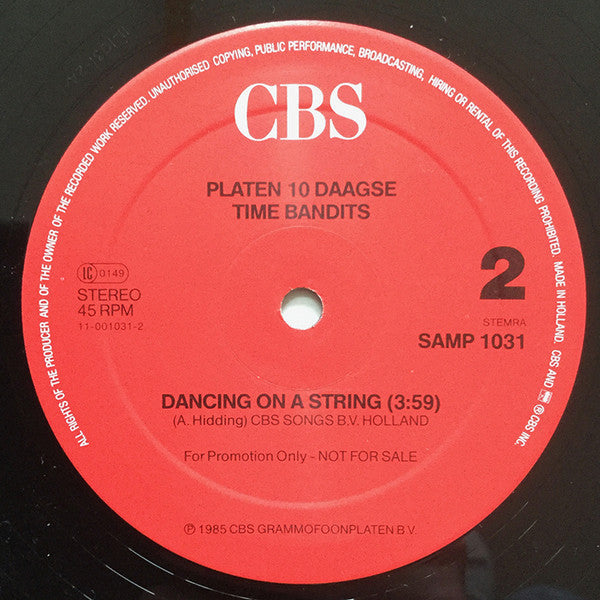 ALL RIGHTS OF THE PRODUCER AND OF THE OWNER OF THE RECORDED WORK RESERVED. UNAUTHORISED COPYING, PUBLIC PERFORMANCE, BROADCASTING, HIRING OR RENTAL OF THIS RECORDING PROHIBITED. MADE IN HOLLAND. CBS AND ℗ CBS INC.
CBS
PLATEN 10 DAAGSE
TIME BANDITS
LC 0149
STEREO
45 RPM
11-001031-2
2
STEMRA
SAMP 1031
DANCING ON A STRING (3:59)
(A. Hidding) CBS SONGS B.V. HOLLAND
For Promotion Only - NOT FOR SALE
℗ 1985 CBS GRAMMOFOONPLATEN B.V.